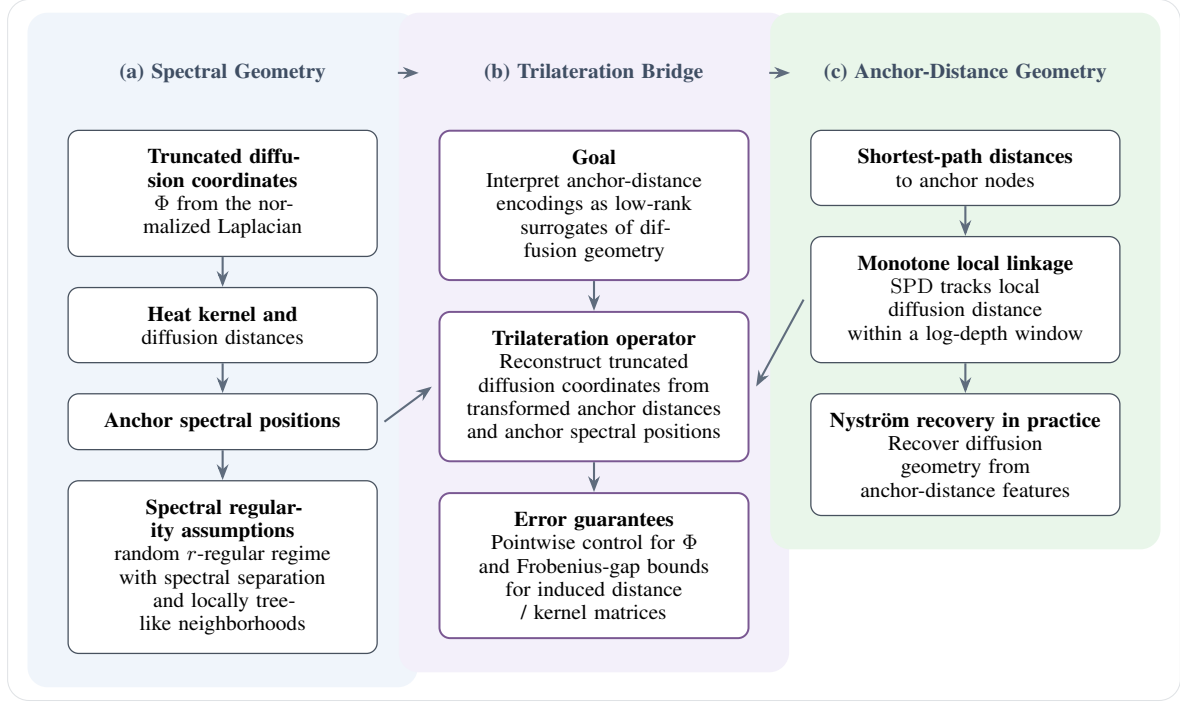 (a) Spectral Geometry
Truncated diffu-
sion coordinates
Φ from the nor-
malized Laplacian
Heat kernel and
diffusion distances
Anchor spectral positions
Spectral regular-
ity assumptions
random r-regular regime
with spectral separation
and locally tree-
like neighborhoods
(b) Trilateration Bridge
Goal
Interpret anchor-distance
encodings as low-rank
surrogates of dif-
fusion geometry
Trilateration operator
Reconstruct truncated
diffusion coordinates from
transformed anchor distances
and anchor spectral positions
Error guarantees
Pointwise control for Φ
and Frobenius-gap bounds
for induced distance
/ kernel matrices
(c) Anchor-Distance Geometry
Shortest-path distances
to anchor nodes
Monotone local linkage
SPD tracks local
diffusion distance
within a log-depth window
Nyström recovery in practice
Recover diffusion
geometry from
anchor-distance features